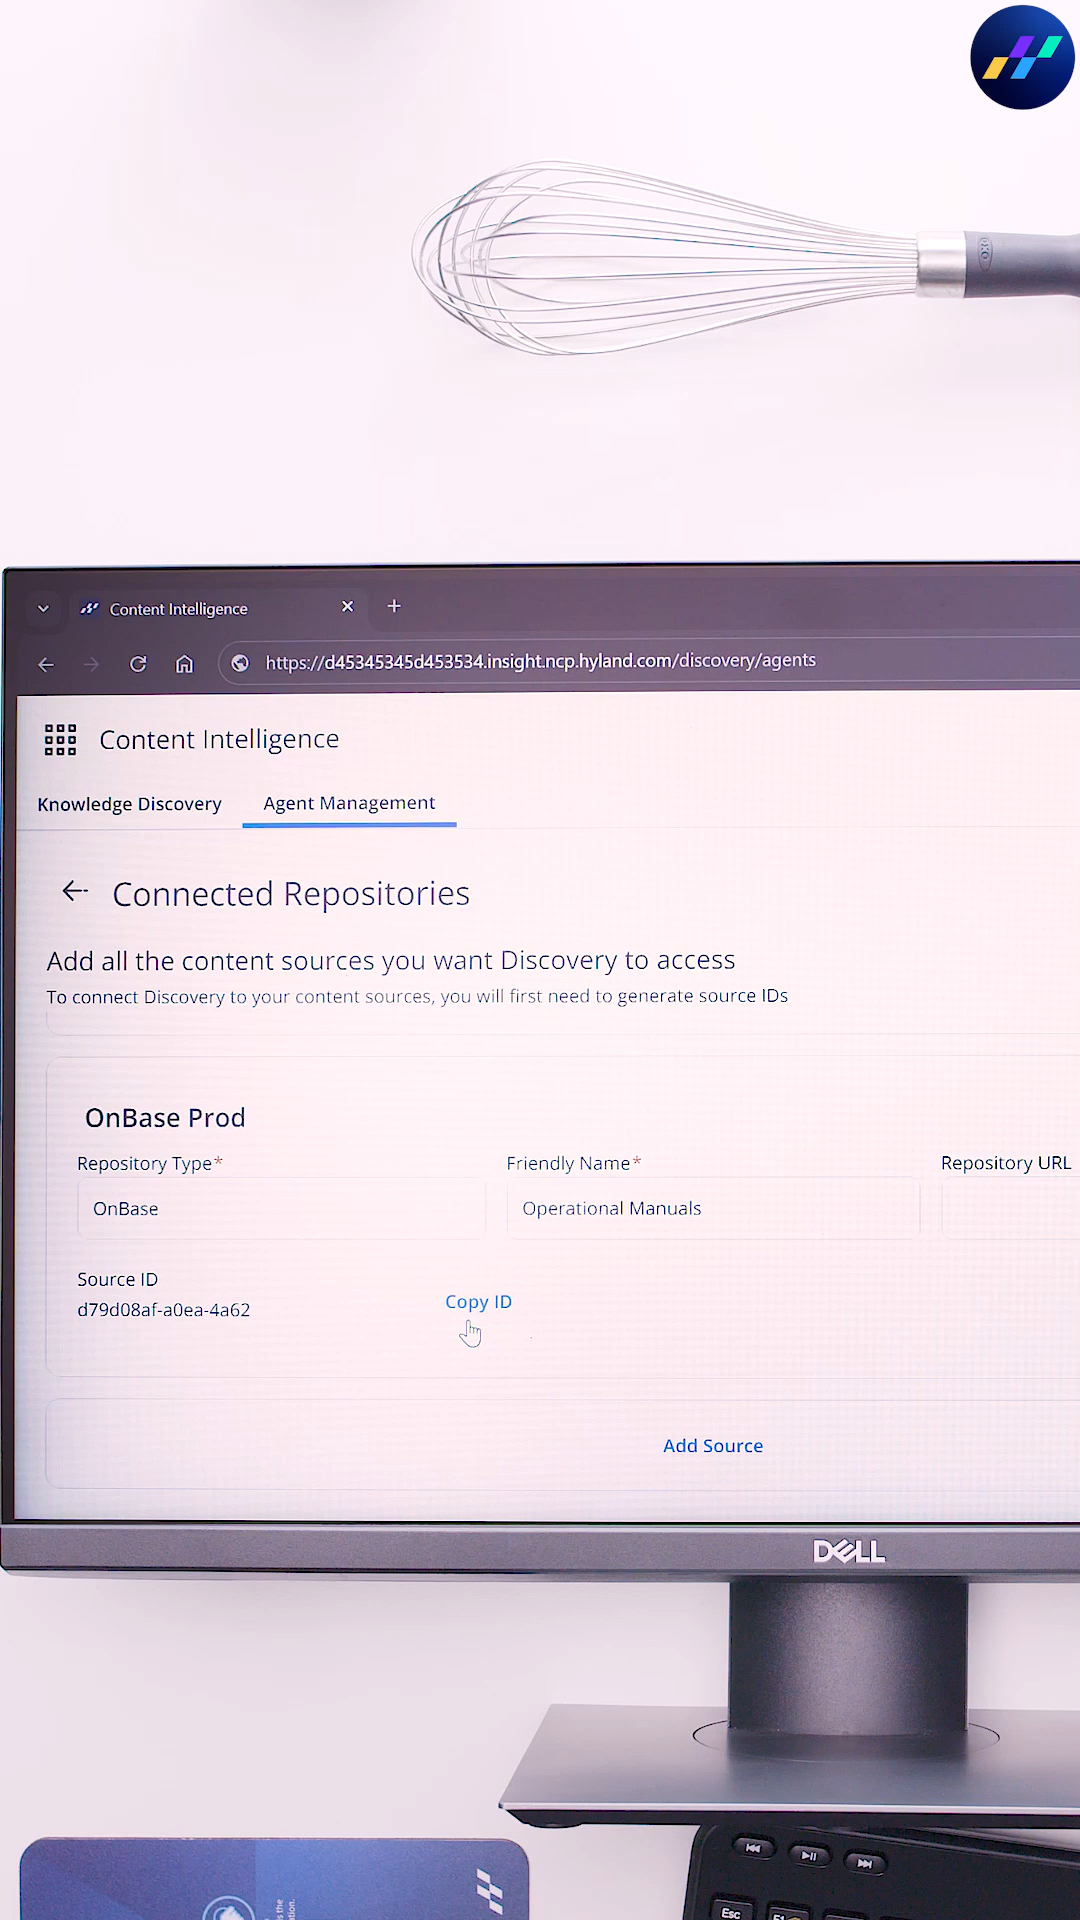 OXO
Content Intelligence
https://d45345345d453534.insight.ncp.hyland.com/discovery/agents
Content Intelligence
Knowledge Discovery
Agent Management
Connected Repositories
Add all the content sources you want Discovery to access
To connect Discovery to your content sources, you will first need to generate source IDs
OnBase Prod
Repository Type*
Friendly Name*
Repository URL
OnBase
Operational Manuals
Source ID
d79d08af-a0ea-4a62
Copy ID
Add Source
DELL
Esc